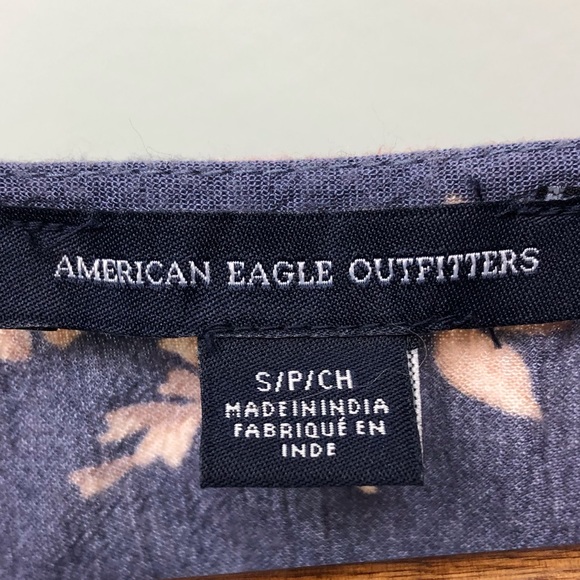 AMERICAN EAGLE OUTFITTERS
S/P/CH
MADEININDIA
FABRIQUÉ EN
INDE